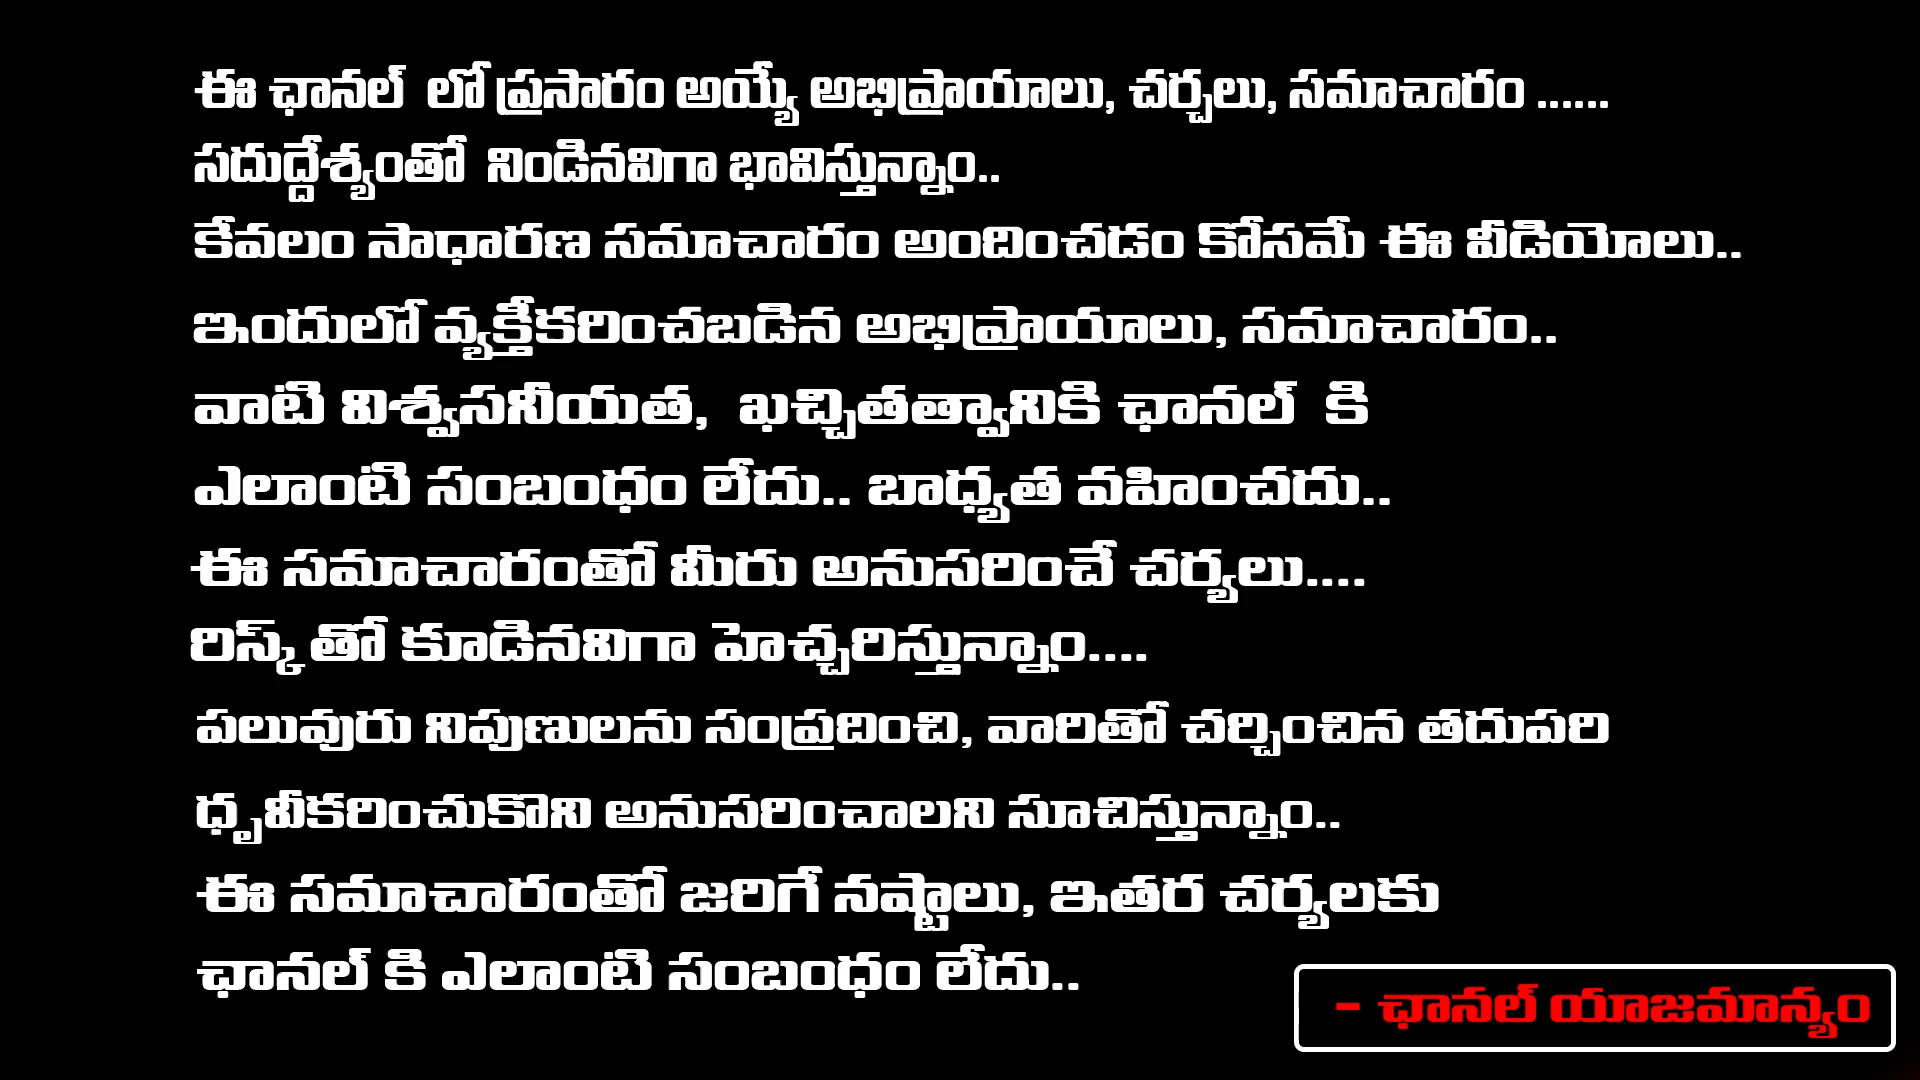 ఈ ఛానల్ లో ప్రసారం అయ్యే అభిప్రాయాలు, చర్చలు, సమాచారం ......
సదుద్దేశ్యంతో నిండినవిగా భావిస్తున్నాం..
కేవలం సాధారణ సమాచారం అందించడం కోసమే ఈ వీడియోలు..
ఇందులో వ్యక్తీకరించబడిన అభిప్రాయాలు, సమాచారం..
వాటి విశ్వసనీయత, ఖచ్చితత్వానికి ఛానల్ కి
ఎలాంటి సంబంధం లేదు.. బాధ్యత వహించదు..
ఈ సమాచారంతో మీరు అనుసరించే చర్యలు....
రిస్క్ తో కూడినవిగా హెచ్చరిస్తున్నాం....
పలువురు నిపుణులను సంప్రదించి, వారితో చర్చించిన తదుపరి
ధృవీకరించుకొని అనుసరించాలని సూచిస్తున్నాం..
ఈ సమాచారంతో జరిగే నష్టాలు, ఇతర చర్యలకు
ఛానల్ కి ఎలాంటి సంబంధం లేదు..
- ఛానల్ యాజమాన్యం